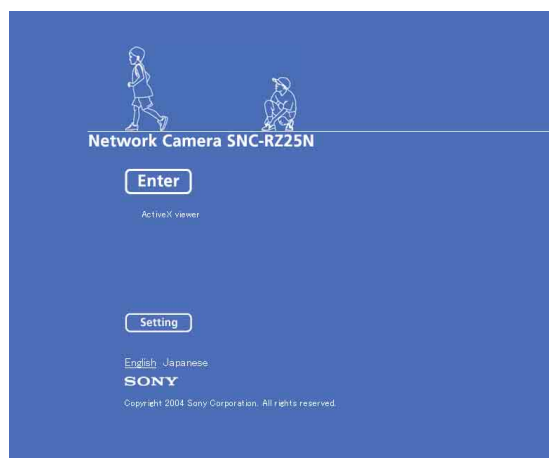 Network Camera SNC-RZ25N
Enter
ActiveX viewer
Setting
English Japanese
SONY
Copyright 2004 Sony Corporation. All rights reserved.